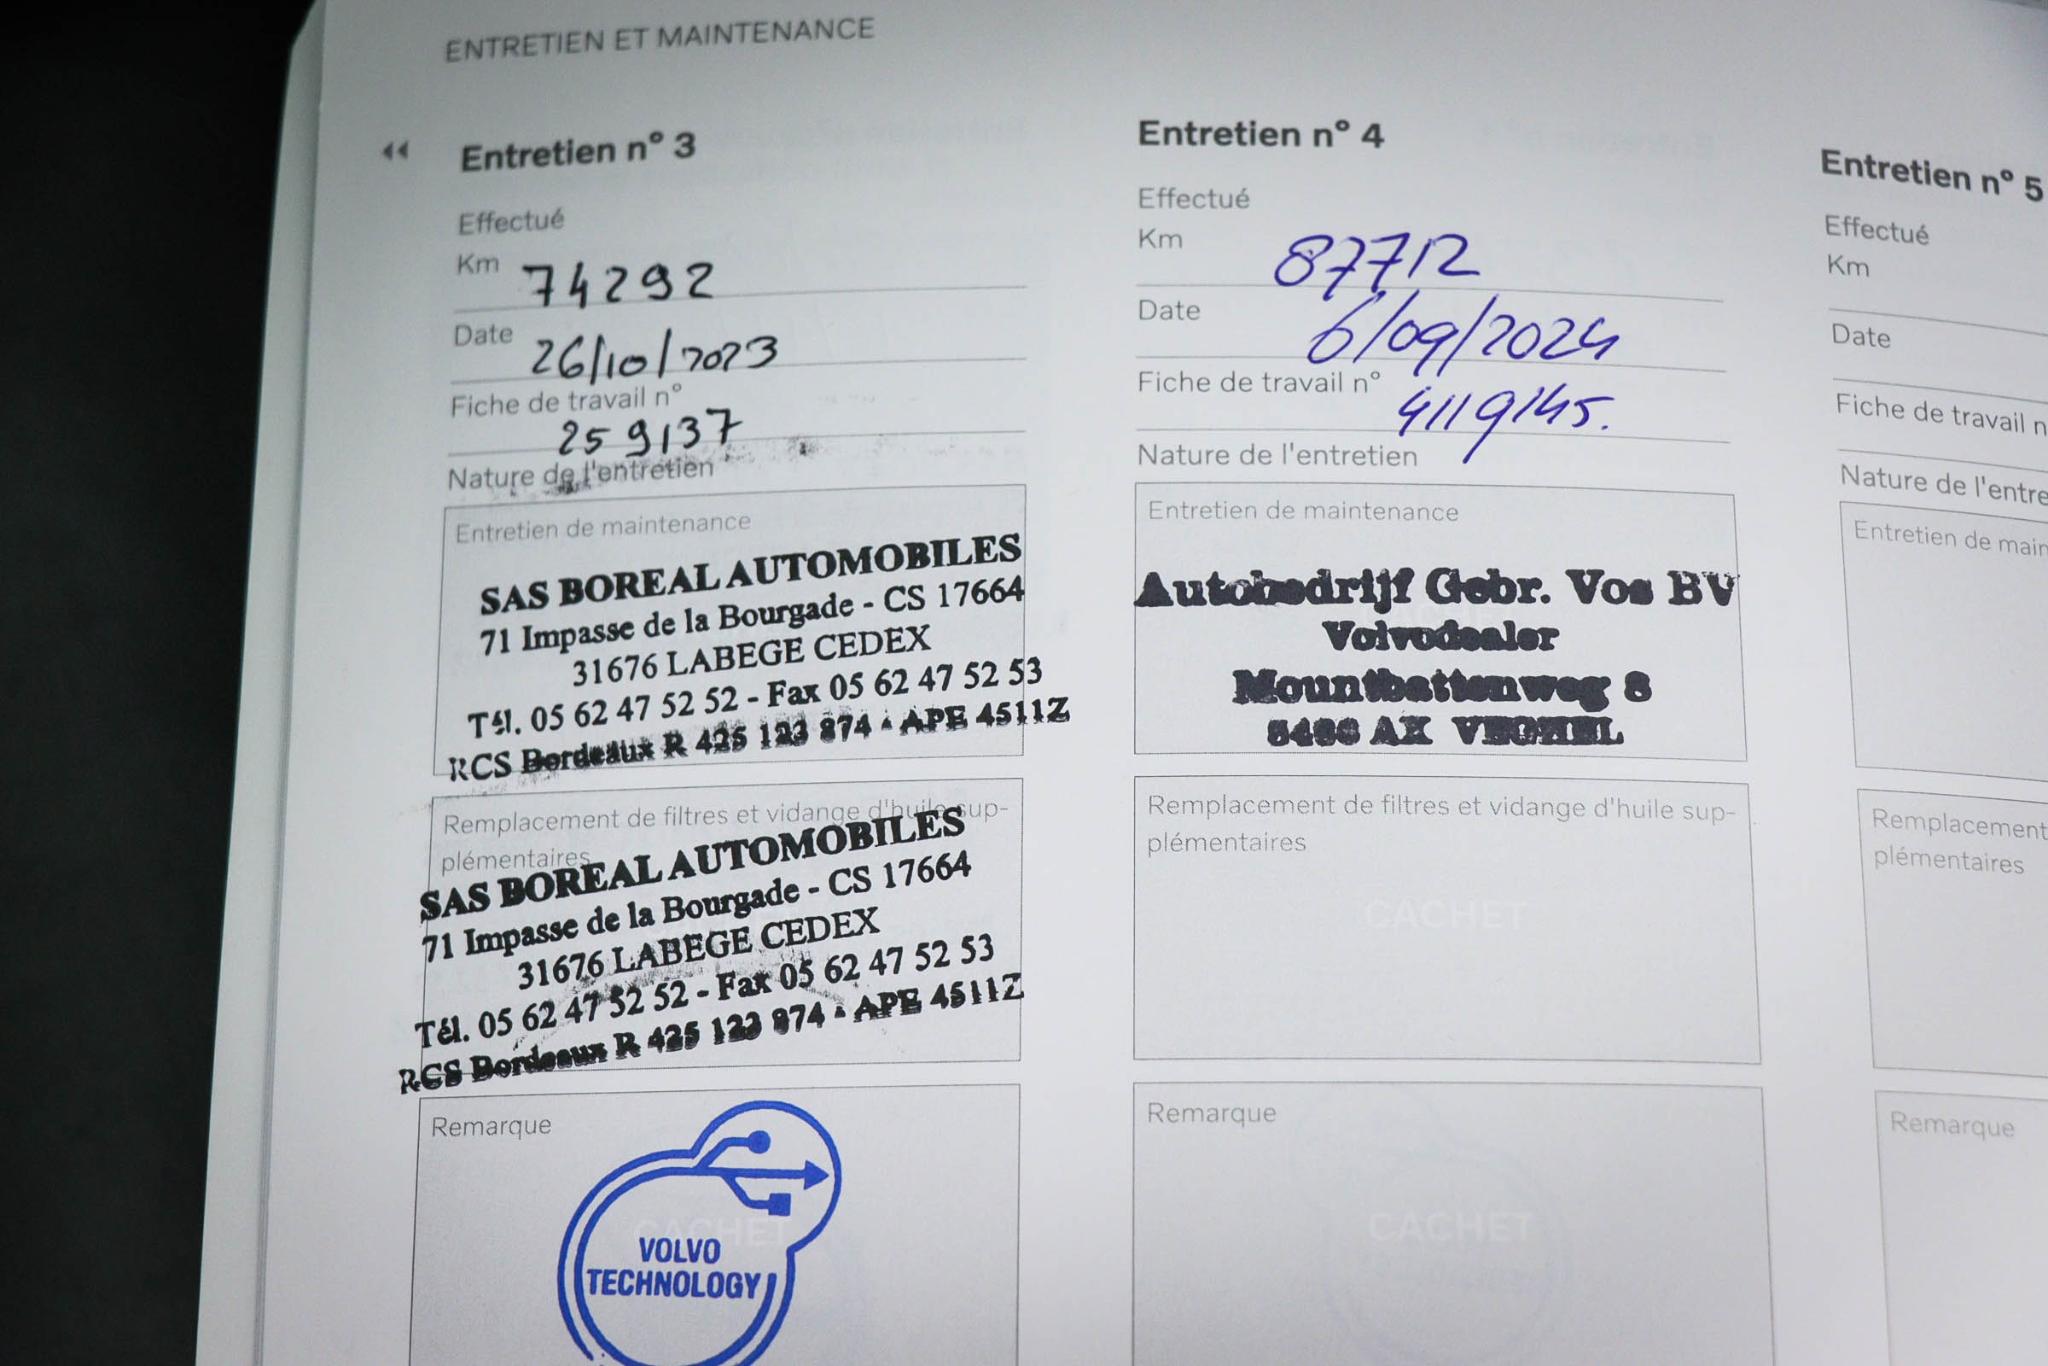 ENTRETIEN ET MAINTENANCE
Entretien n° 3
Effectué
Km 74292
Date 26/10/2023
Fiche de travail n°
259137
Nature de l'entretien
Entretien de maintenance
SAS BOREAL AUTOMOBILES
71 Impasse de la Bourgade - CS 17664
31676 LABEGE CEDEX
Tél. 05 62 47 52 52 - Fax 05 62 47 52 53
RCS Bordeaux R 425 123 874 - APE 4511Z
Remplacement de filtres et vidange d'huile sup-
plémentaires
SAS BOREAL AUTOMOBILES
71 Impasse de la Bourgade - CS 17664
31676 LABEGE CEDEX
Tél. 05 62 47 52 52 - Fax 05 62 47 52 53
RCS Bordeaux R 425 123 874 - APE 4511Z
Remarque
CACHET
VOLVO
TECHNOLOGY
Entretien n° 4
Effectué
Km 87712
Date 6/09/2024
Fiche de travail n° 4119145.
Nature de l'entretien
Entretien de maintenance
Autobedrijf Gebr. Vos BV
Volvodealer
Mountbattenweg 8
AX VEGHEL
Remplacement de filtres et vidange d'huile sup-
plémentaires
CACHET
Remarque
CACHET
Entretien n° 5
Effectué
Km
Date
Fiche de travail n
Nature de l'entre
Entretien de main
Remplacement
plémentaires
Remarque